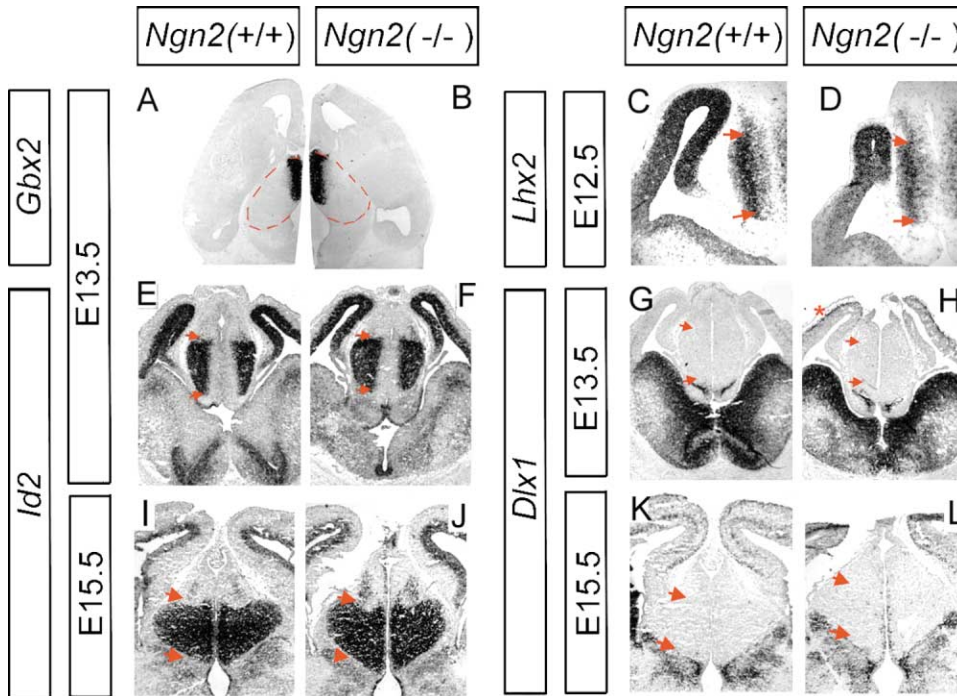 Ngn2(+/+)
Ngn2(-/-)
Ngn2(+/+)
Ngn2(-/-)
Gbx2
E13.5
A
B
Lhx2
E12.5
C
D
Id2
E
F
Dlx1
E13.5
G
*
H
E15.5
I
J
E15.5
K
L